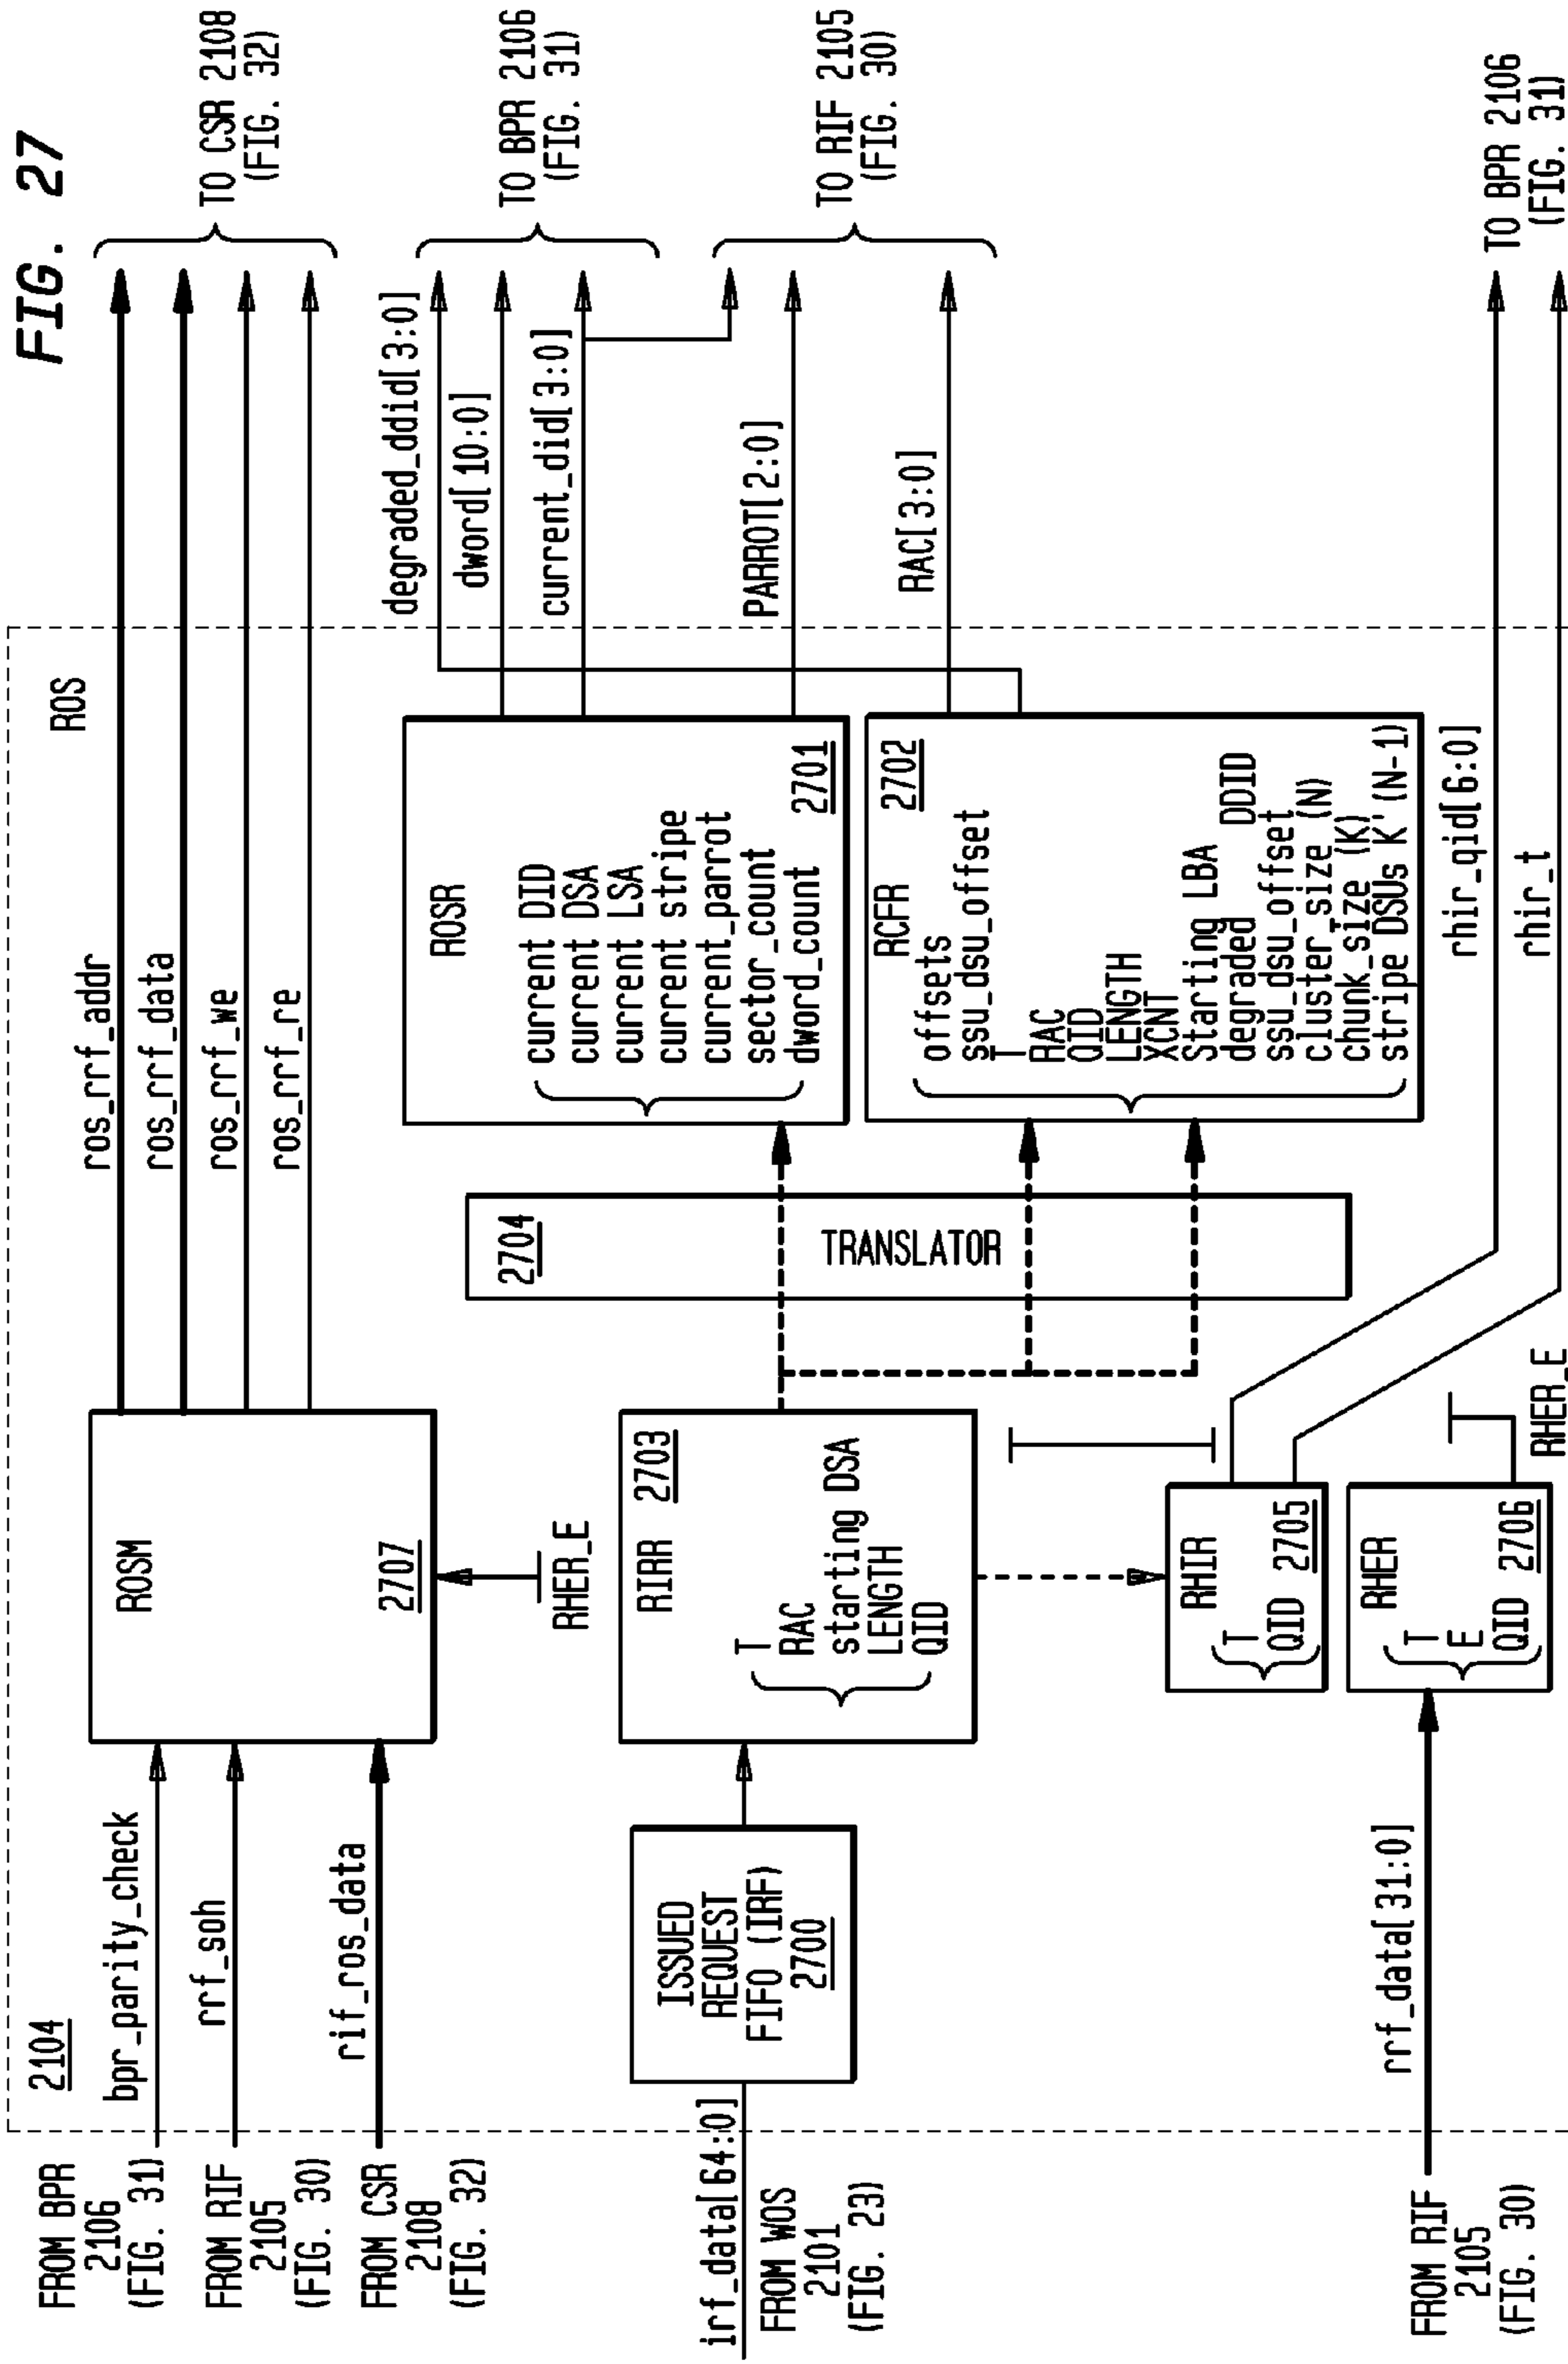 FIG. 27
2104
ROS
FROM BPR
2106
(FIG. 31)
bpr_parity_check
FROM RIF
2105
(FIG. 30)
rrf_soh
FROM CSR
2108
(FIG. 32)
rif_ros_data
ROSM
2707
RHER_E
ros_rrf_addr
ros_rrf_data
ros_rrf_we
ros_rrf_re
TO CSR 2108
(FIG. 32)
irf_data[64:0]
FROM WOS
2101
(FIG. 23)
ISSUED
REQUEST
FIFO (IRF)
2700
RIRR 2703
T
RAC
starting DSA
LENGTH
QID
2704
TRANSLATOR
ROSR
current DID
current DSA
current LSA
current stripe
current_parrot
sector_count
dword_count
2701
degraded_ddid[3:0]
dword[10:0]
current_did[3:0]
TO BPR 2106
(FIG. 31)
PARROT[2:0]
RAC[3:0]
TO RIF 2105
(FIG. 30)
RCFR 2702
offsets
ssu_dsu_offset
T
RAC
QID
LENGTH
XCNT
Starting LBA
degraded DDID
ssu_dsu_offset
cluster_size (N)
chunk_size (K)
stripe DSUs K' (N-1)
RHIR
T
QID 2705
rhir_qid[6:0]
rhir_t
TO BPR 2106
(FIG. 31)
FROM RIF
2105
(FIG. 30)
rrf_data[31:0]
RHER
T
E
QID 2706
RHER_E